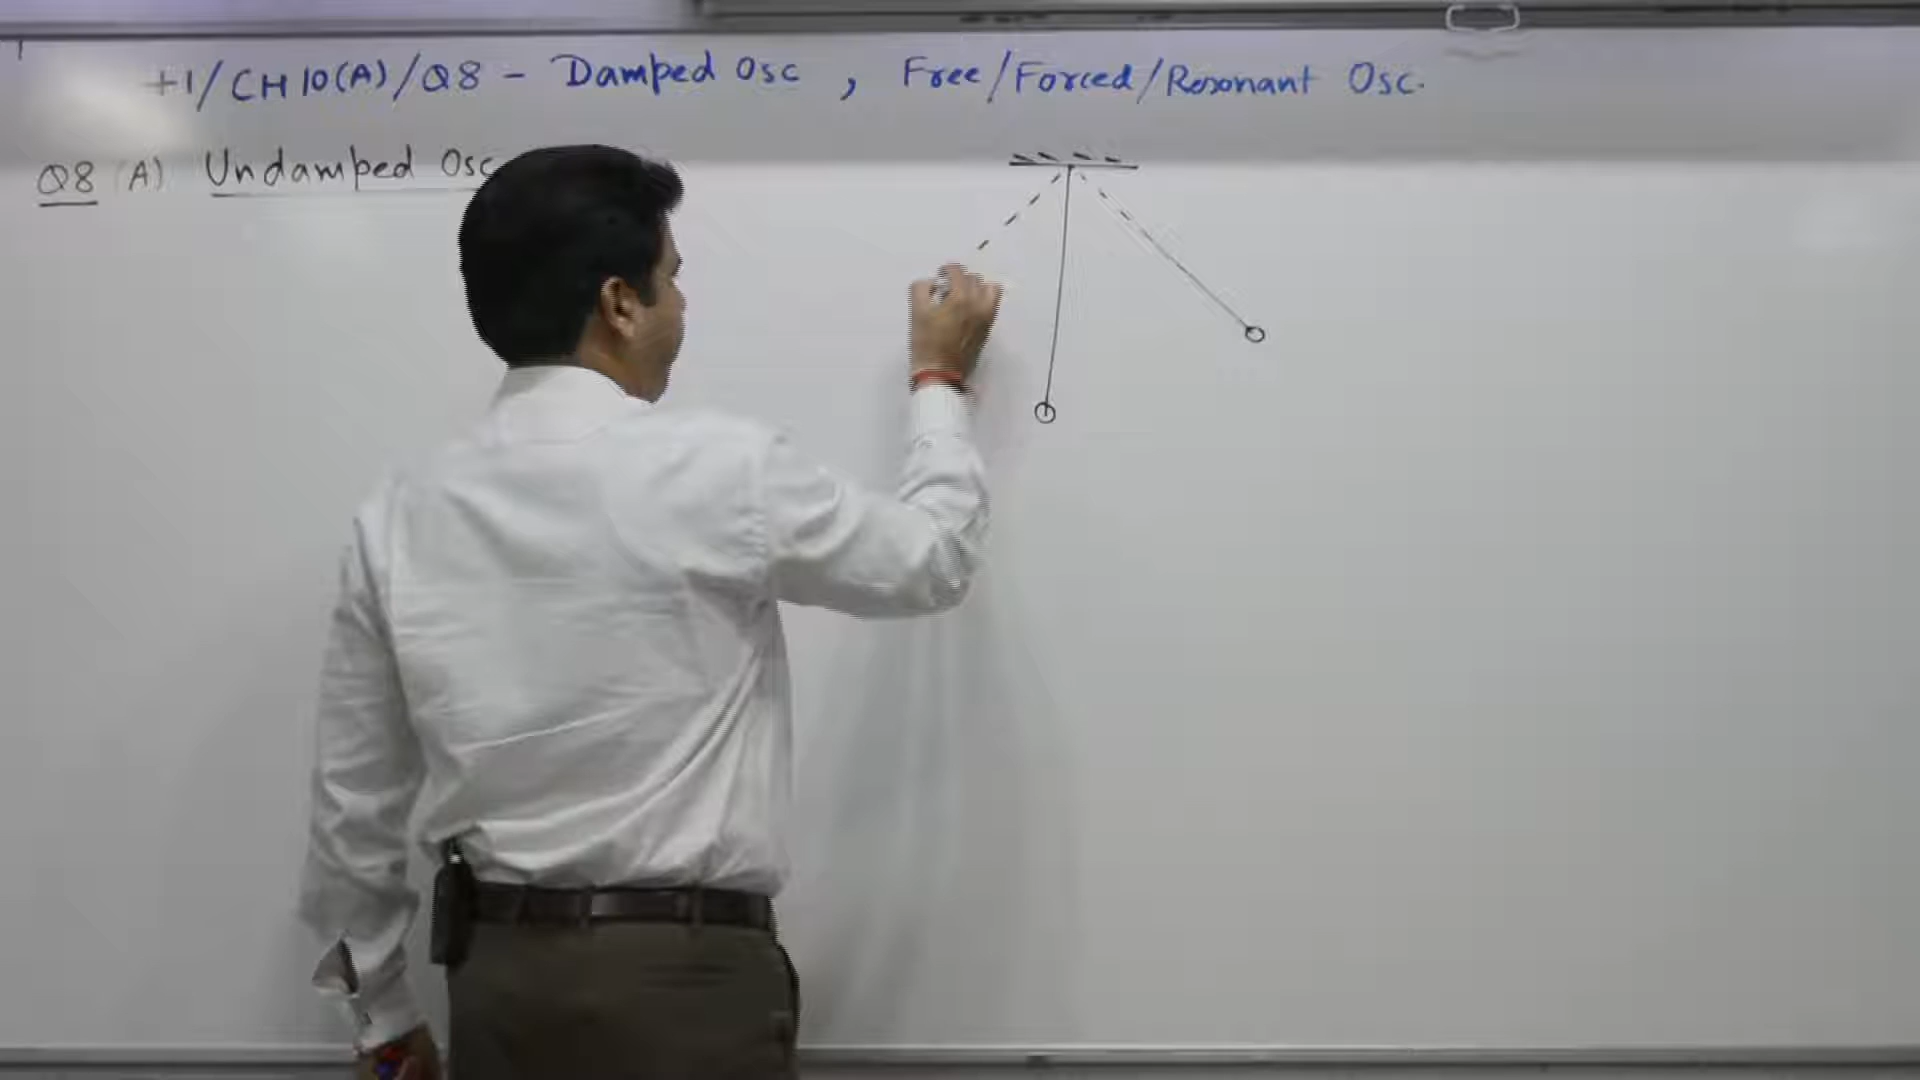 +1/CH10(A)/Q8 - Damped Osc , Free/Forced/Resonant Osc.
Q8 (A) Undamped Osc